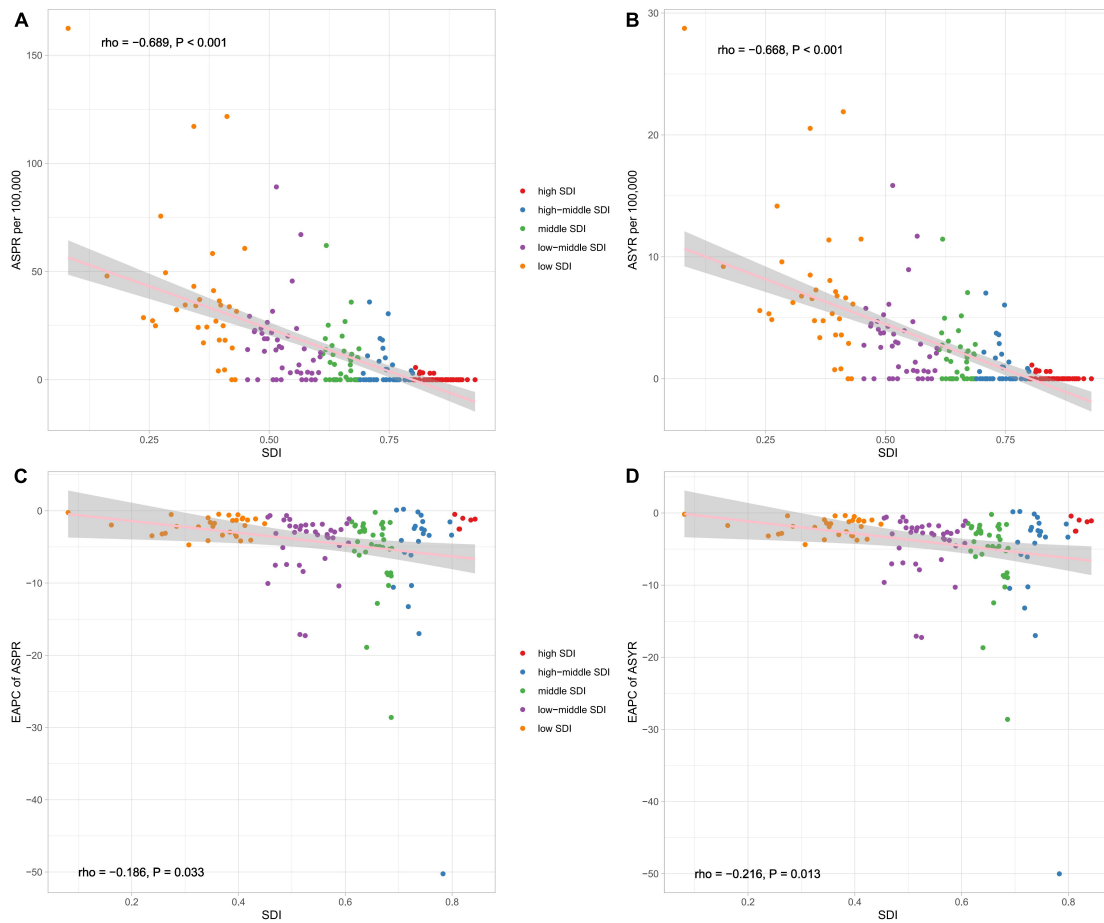 A
rho = −0.689, P < 0.001
150
100
50
0
ASPR per 100,000
0.25
0.50
0.75
SDI
high SDI
high−middle SDI
middle SDI
low−middle SDI
low SDI
B
rho = −0.668, P < 0.001
30
20
10
0
ASYR per 100,000
0.25
0.50
0.75
SDI
C
0
−10
−20
−30
−40
−50
EAPC of ASPR
rho = −0.186, P = 0.033
0.2
0.4
0.6
0.8
SDI
high SDI
high−middle SDI
middle SDI
low−middle SDI
low SDI
D
0
−10
−20
−30
−40
−50
EAPC of ASYR
rho = −0.216, P = 0.013
0.2
0.4
0.6
0.8
SDI